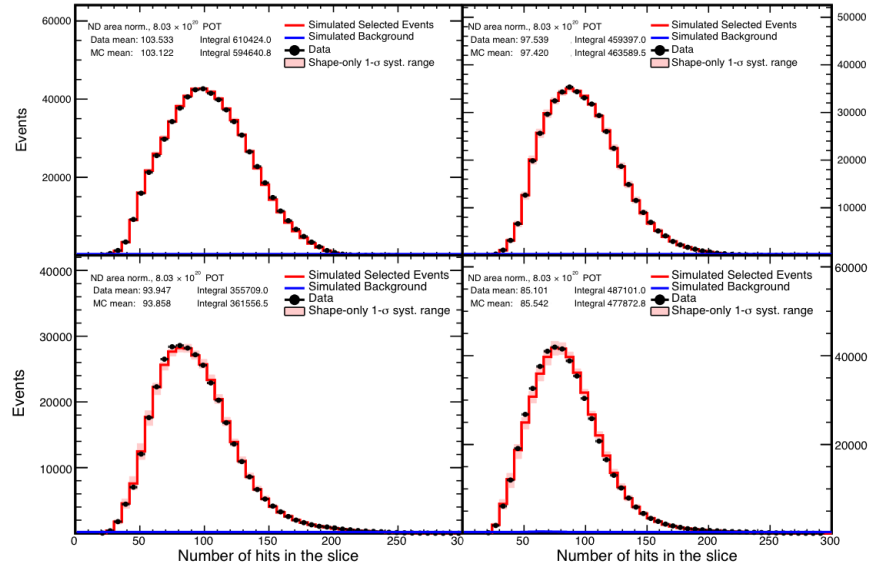 ND area norm., 8.03 × 10²⁰ POT
Data mean: 103.533 Integral 610424.0
MC mean: 103.122 Integral 594640.8
Simulated Selected Events
Simulated Background
Data
Shape-only 1-σ syst. range
60000
40000
20000
Events
ND area norm., 8.03 × 10²⁰ POT
Data mean: 97.539 Integral 459397.0
MC mean: 97.420 Integral 463589.5
Simulated Selected Events
Simulated Background
Data
Shape-only 1-σ syst. range
50000
40000
30000
20000
10000
ND area norm., 8.03 × 10²⁰ POT
Data mean: 93.947 Integral 355709.0
MC mean: 93.858 Integral 361556.5
Simulated Selected Events
Simulated Background
Data
Shape-only 1-σ syst. range
40000
30000
20000
10000
Events
0 50 100 150 200 250 30
Number of hits in the slice
ND area norm., 8.03 × 10²⁰ POT
Data mean: 85.101 Integral 487101.0
MC mean: 85.542 Integral 477872.8
Simulated Selected Events
Simulated Background
Data
Shape-only 1-σ syst. range
60000
40000
20000
50 100 150 200 250 300
Number of hits in the slice